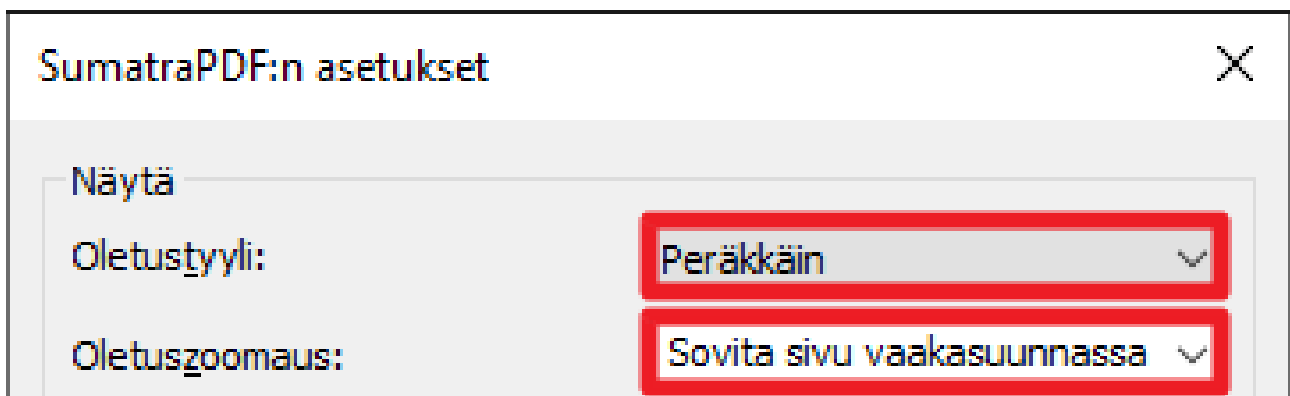 SumatraPDF:n asetukset
Näytä
Oletustyyli: Peräkkäin
Oletuszoomaus: Sovita sivu vaakasuunnassa